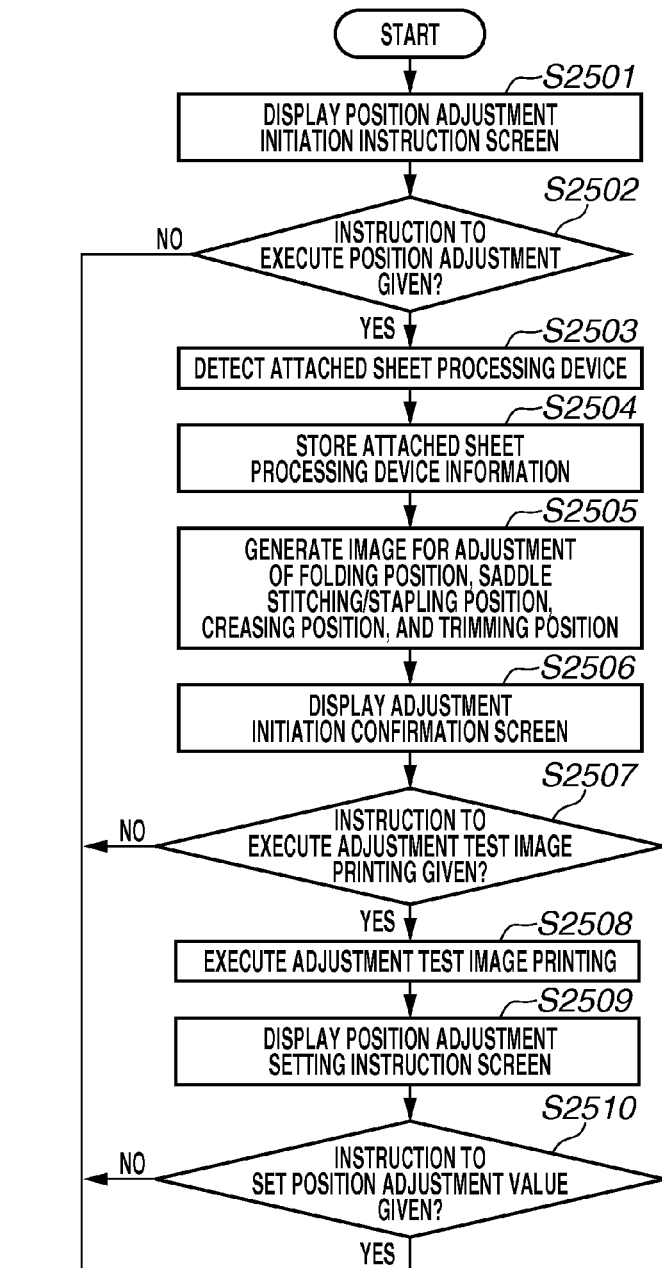 START
S2501
DISPLAY POSITION ADJUSTMENT
INITIATION INSTRUCTION SCREEN
S2502
INSTRUCTION TO
EXECUTE POSITION ADJUSTMENT
GIVEN?
NO
YES
S2503
DETECT ATTACHED SHEET PROCESSING DEVICE
S2504
STORE ATTACHED SHEET
PROCESSING DEVICE INFORMATION
S2505
GENERATE IMAGE FOR ADJUSTMENT
OF FOLDING POSITION, SADDLE
STITCHING/STAPLING POSITION,
CREASING POSITION, AND TRIMMING POSITION
S2506
DISPLAY ADJUSTMENT
INITIATION CONFIRMATION SCREEN
S2507
INSTRUCTION TO
EXECUTE ADJUSTMENT TEST IMAGE
PRINTING GIVEN?
NO
YES
S2508
EXECUTE ADJUSTMENT TEST IMAGE PRINTING
S2509
DISPLAY POSITION ADJUSTMENT
SETTING INSTRUCTION SCREEN
S2510
INSTRUCTION TO
SET POSITION ADJUSTMENT VALUE
GIVEN?
NO
YES